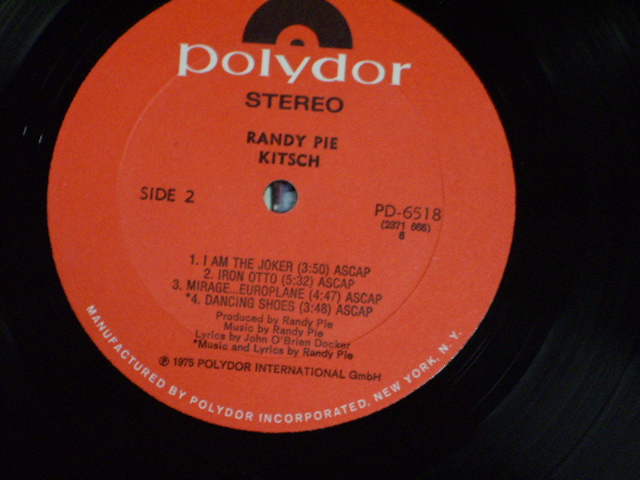 polydor
STEREO
RANDY PIE
KITSCH
SIDE 2
PD-6518
(2371 666)
B
1. I AM THE JOKER (3:50) ASCAP
2. IRON OTTO (5:32) ASCAP
3. MIRAGE...EUROPLANE (4:47) ASCAP
*4. DANCING SHOES (3:48) ASCAP
Produced by Randy Pie
Music by Randy Pie
Lyrics by John O'Brien Docker
*Music and Lyrics by Randy Pie
℗ 1975 POLYDOR INTERNATIONAL GmbH
MANUFACTURED BY POLYDOR INCORPORATED, NEW YORK, N.Y.